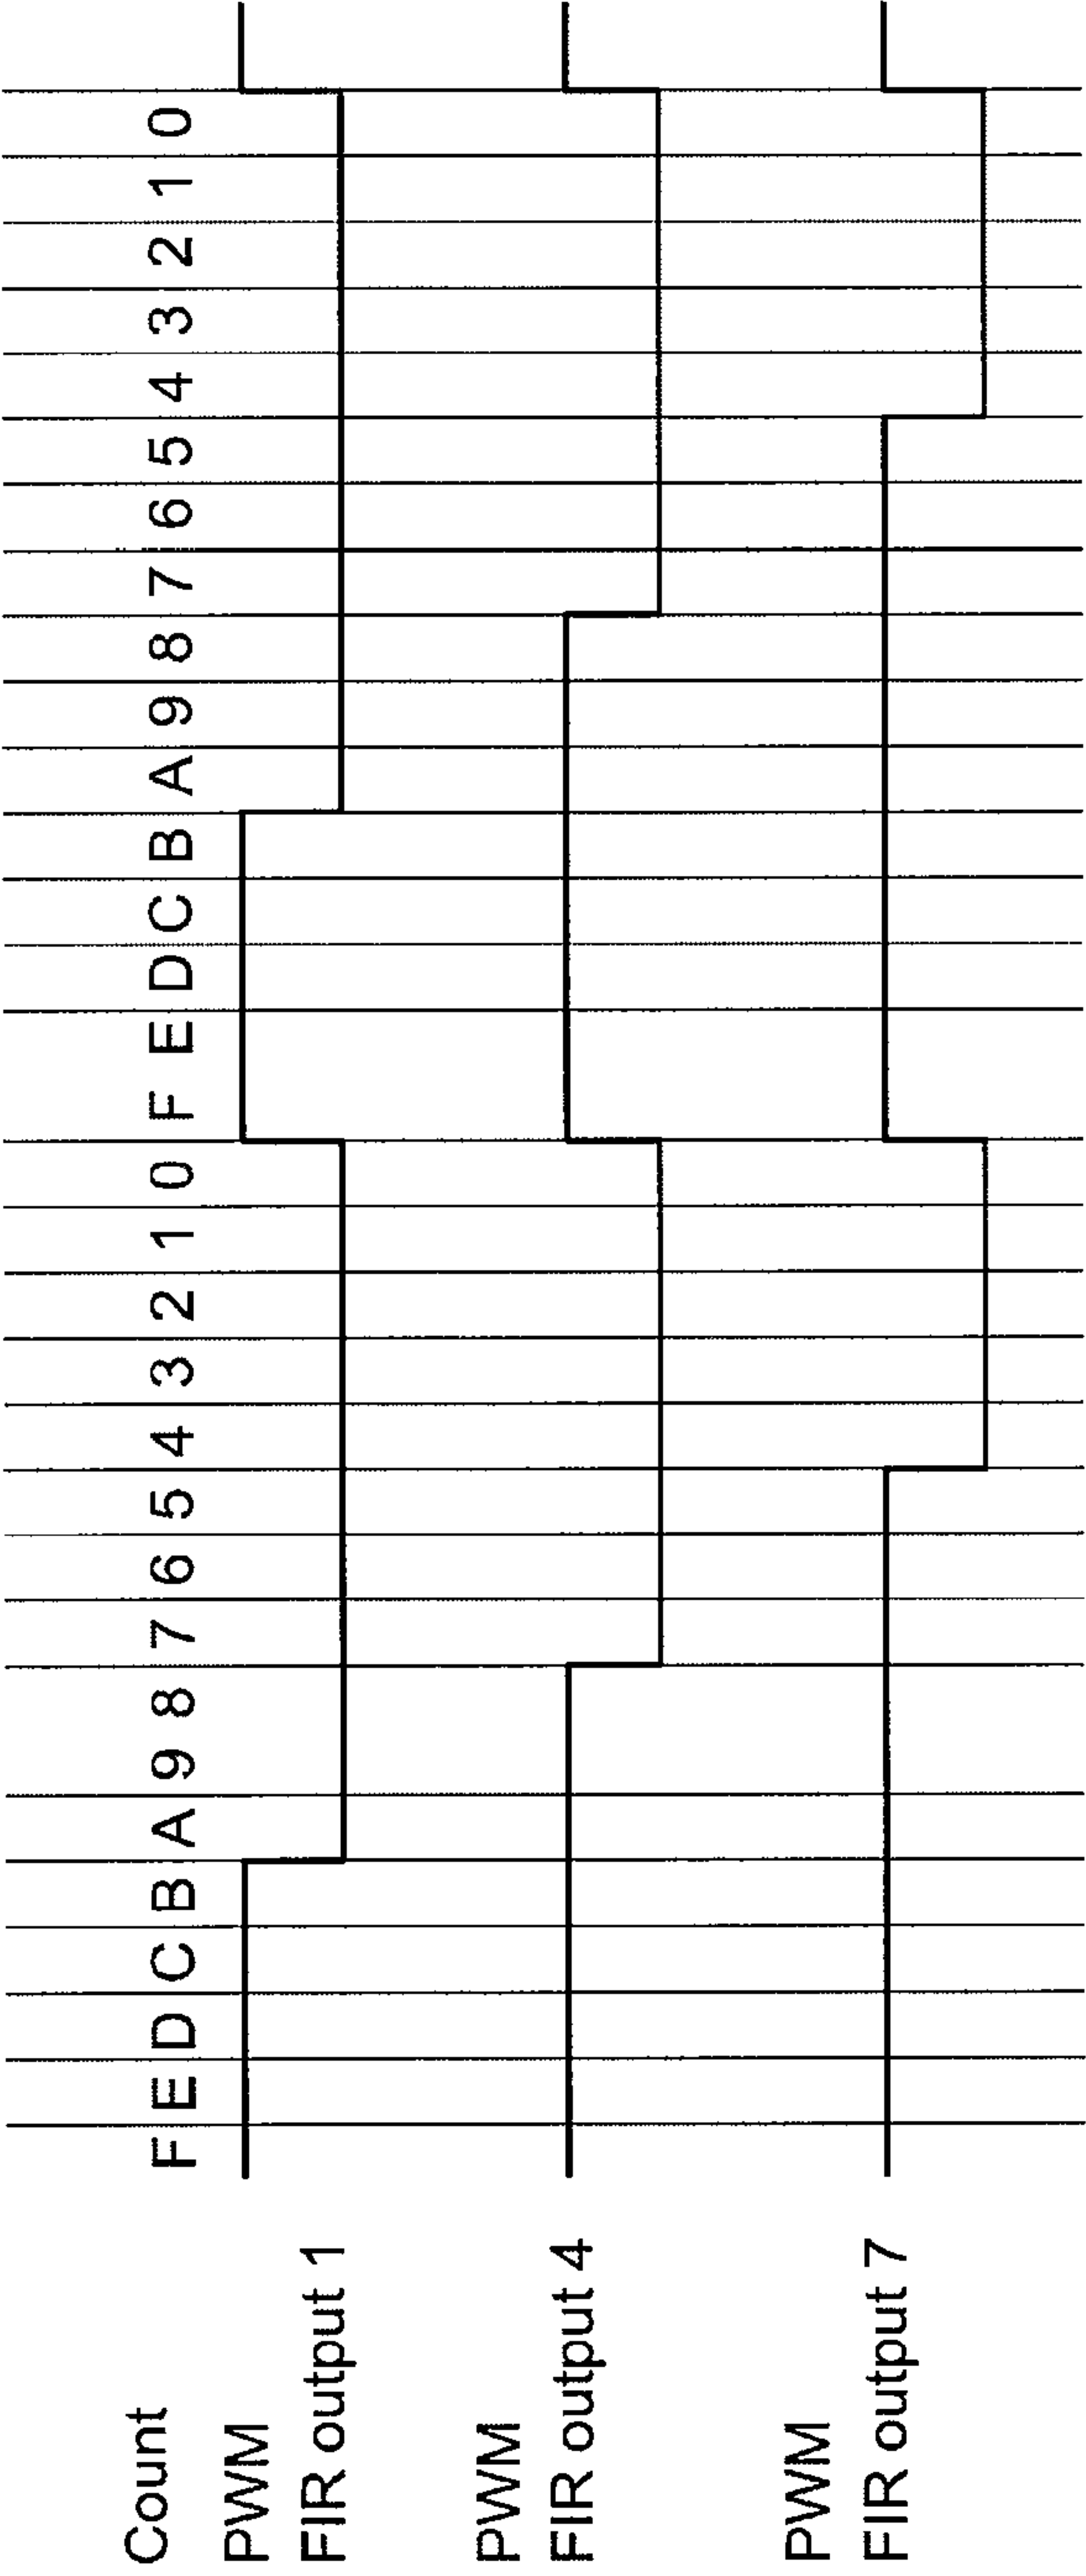 Count F E D C B A 9 8 7 6 5 4 3 2 1 0 F E D C B A 9 8 7 6 5 4 3 2 1 0
PWM
FIR output 1
PWM
FIR output 4
PWM
FIR output 7